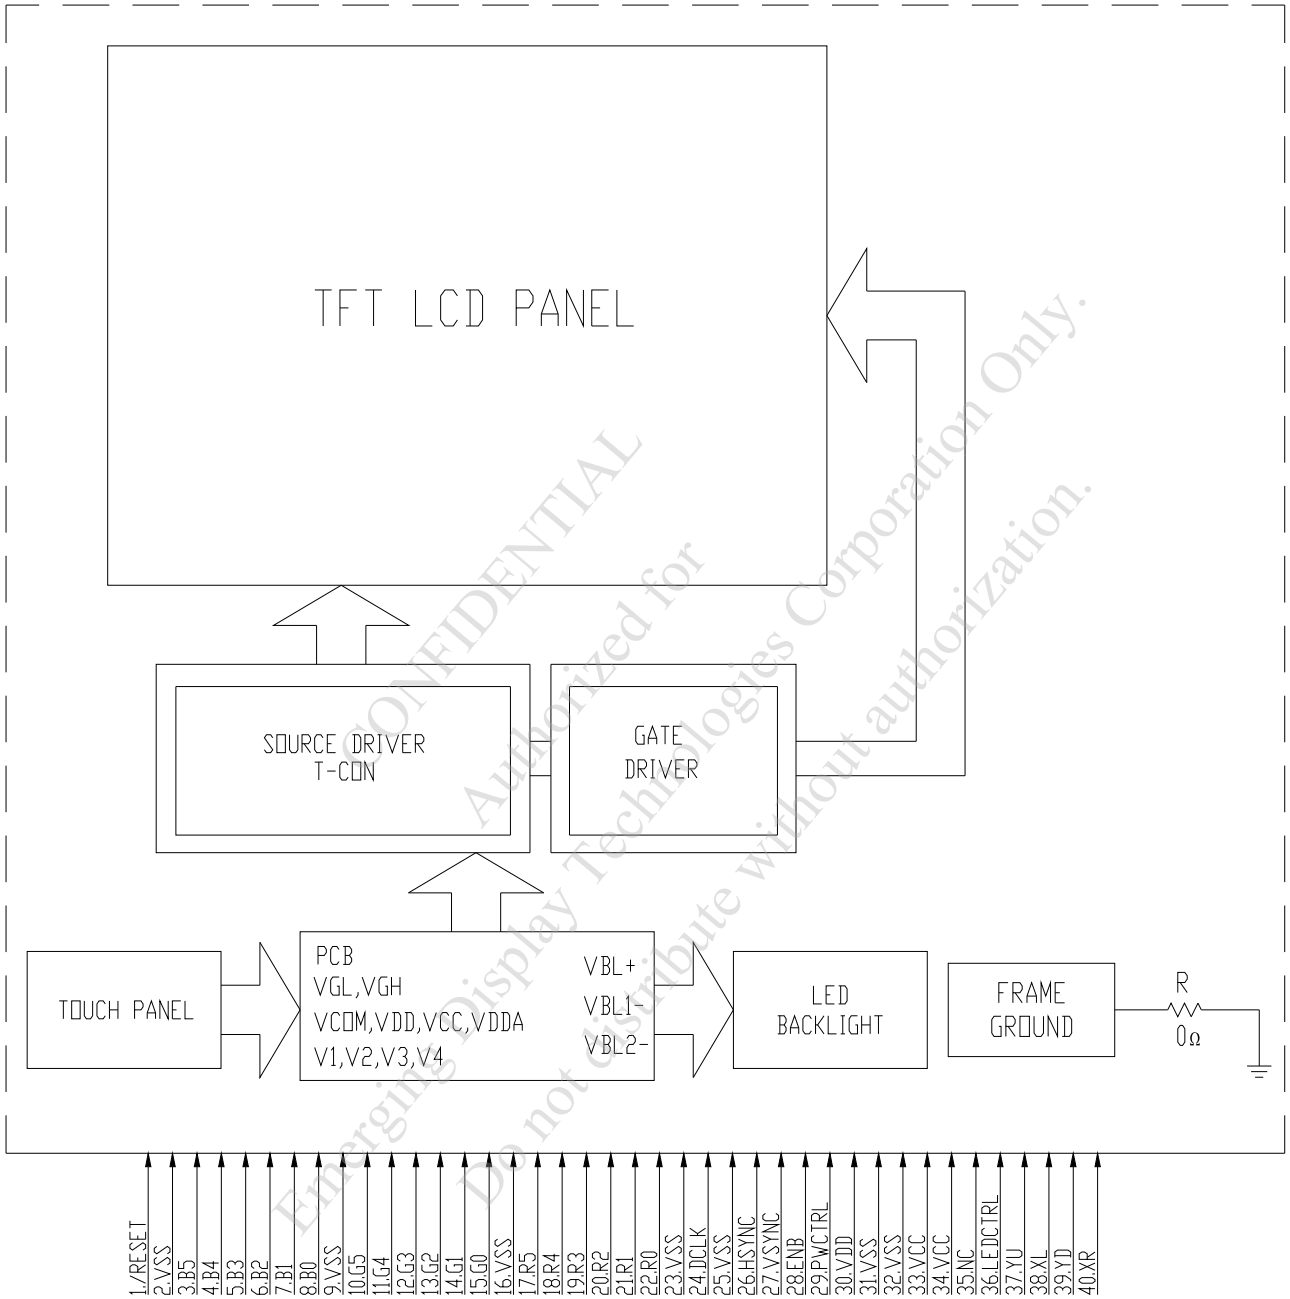 TFT LCD PANEL
SOURCE DRIVER
T-CON
GATE
DRIVER
TOUCH PANEL
PCB
VGL,VGH
VCOM,VDD,VCC,VDDA
V1,V2,V3,V4
VBL+
VBL1-
VBL2-
LED
BACKLIGHT
FRAME
GROUND
R
0Ω
CONFIDENTIAL
Authorized for
Emerging Display Technologies Corporation Only.
Do not distribute without authorization.
1./RESET
2.VSS
3.B5
4.B4
5.B3
6.B2
7.B1
8.B0
9.VSS
10.G5
11.G4
12.G3
13.G2
14.G1
15.G0
16.VSS
17.R5
18.R4
19.R3
20.R2
21.R1
22.R0
23.VSS
24.DCLK
25.VSS
26.HSYNC
27.VSYNC
28.ENB
29.PWCTRL
30.VDD
31.VSS
32.VSS
33.VCC
34.VCC
35.NC
36.LEDCTRL
37.YU
38.XL
39.YD
40.XR